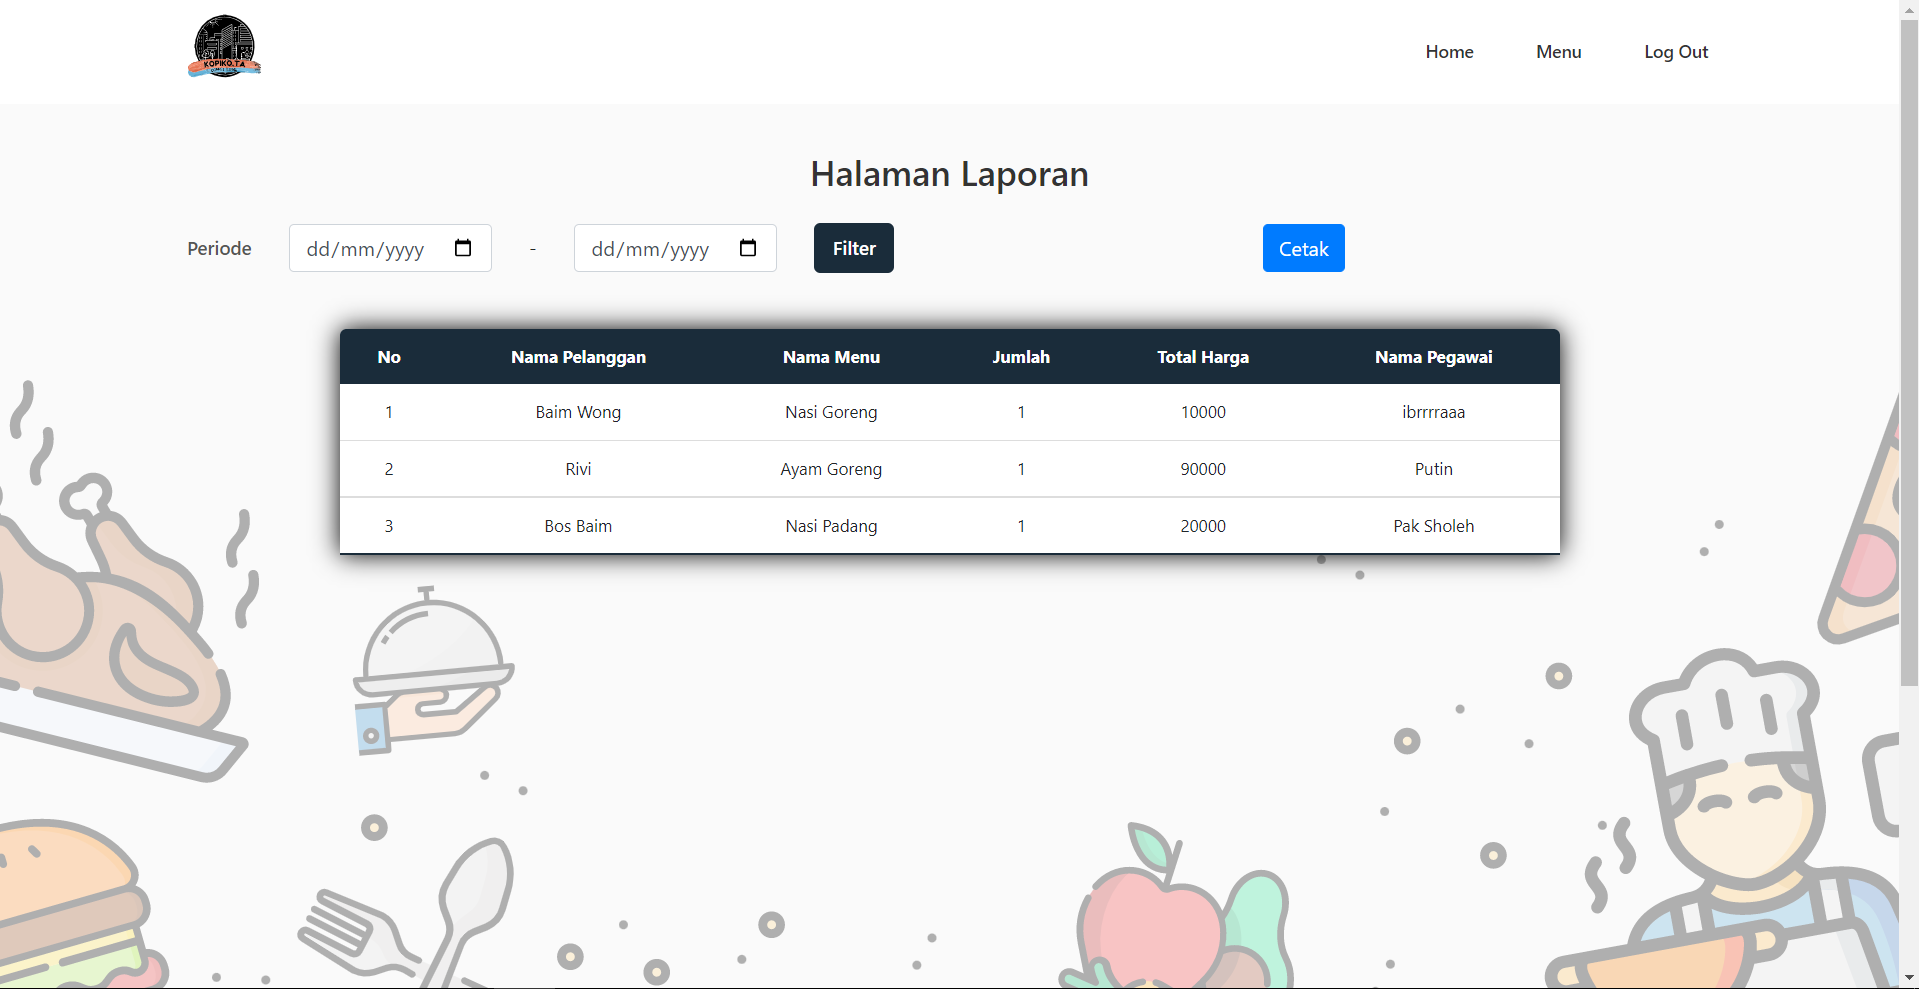 KOPIKO.TA
Home Menu Log Out
Halaman Laporan
Periode dd/mm/yyyy - dd/mm/yyyy Filter Cetak
No Nama Pelanggan Nama Menu Jumlah Total Harga Nama Pegawai
1 Baim Wong Nasi Goreng 1 10000 ibrrrraaa
2 Rivi Ayam Goreng 1 90000 Putin
3 Bos Baim Nasi Padang 1 20000 Pak Sholeh